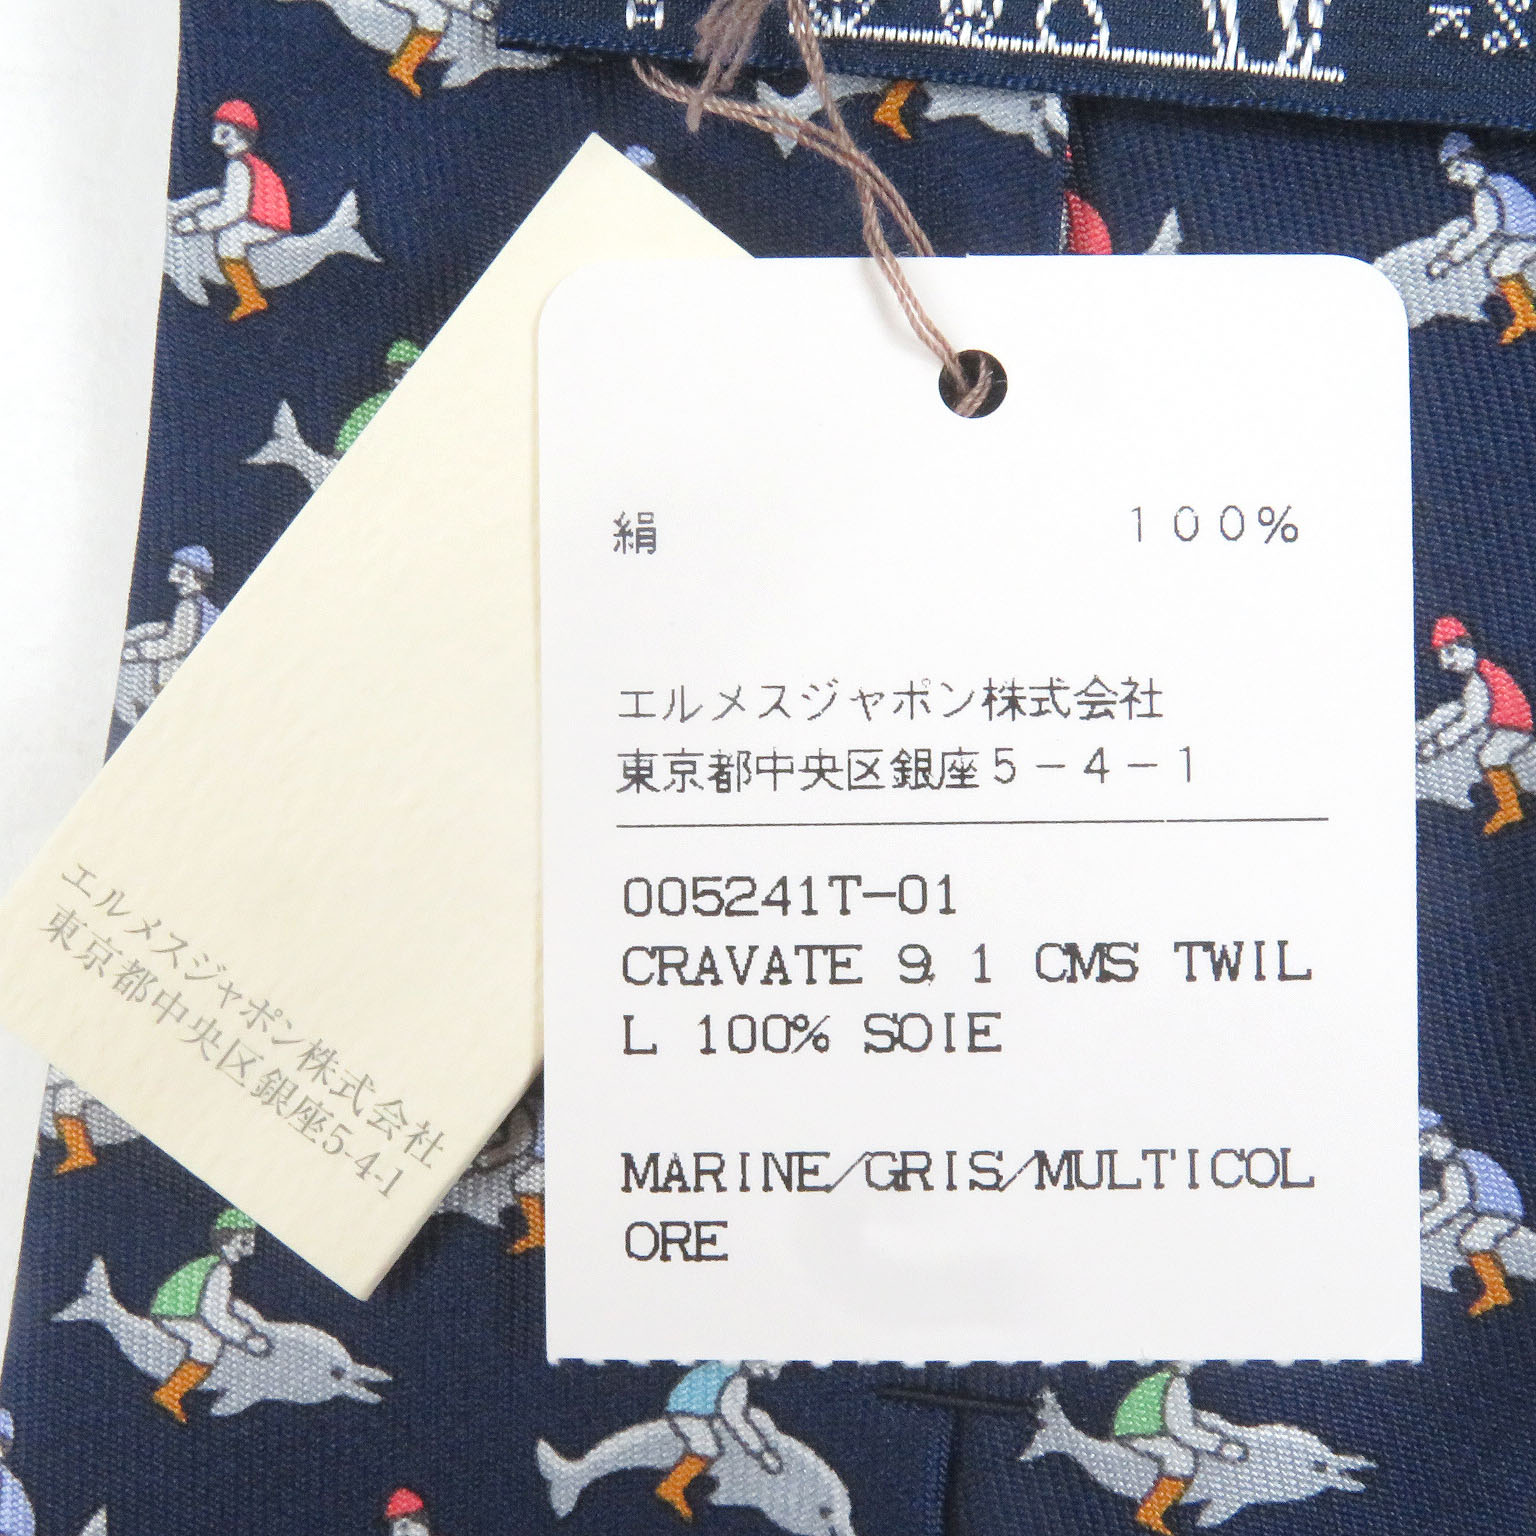 絹 100%
エルメスジャポン株式会社
東京都中央区銀座5-4-1
005241T-01
CRAVATE 9, 1 CMS TWIL
L 100% SOIE
MARINE/GRIS/MULTICOL
ORE
エルメスジャポン株式会社
東京都中央区銀座5-4-1